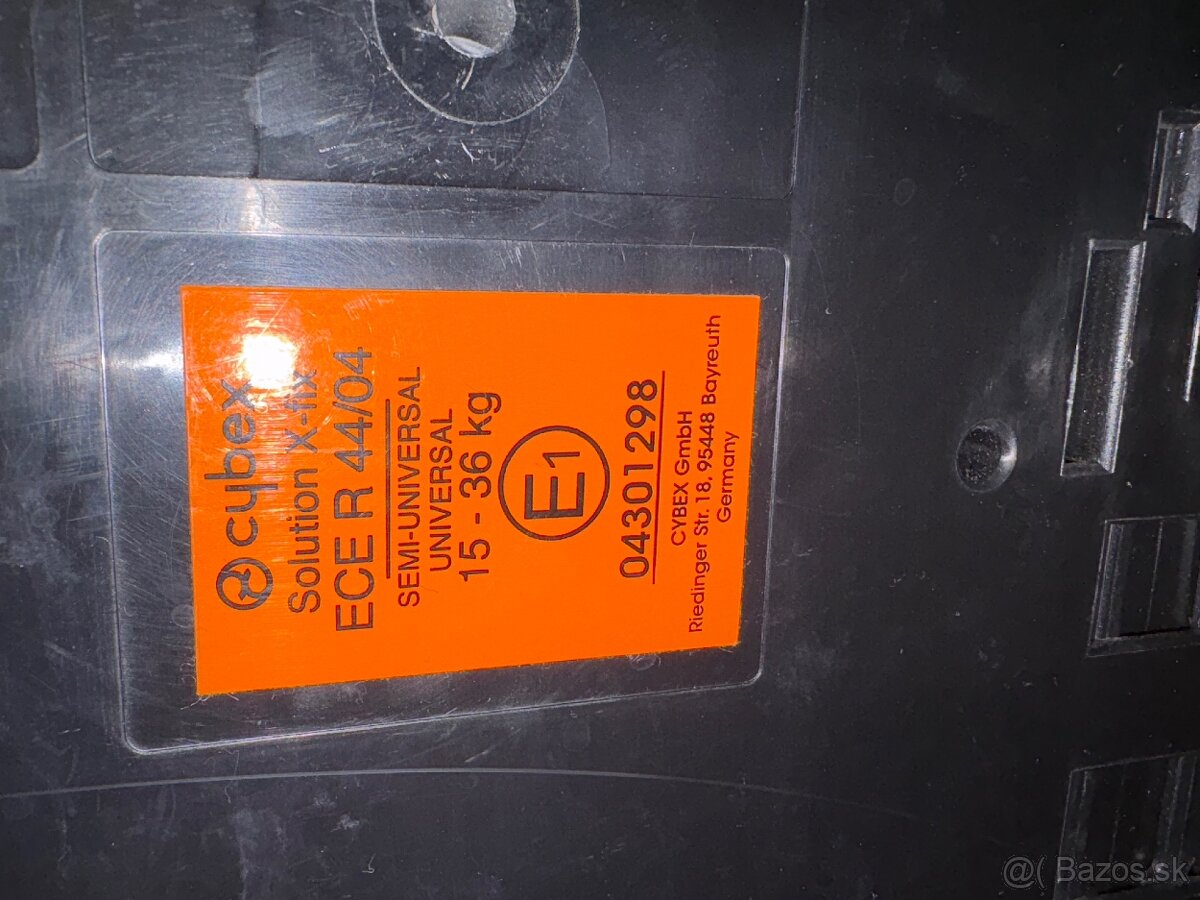 cybex
Solution X-fix
ECE R 44/04
SEMI-UNIVERSAL
UNIVERSAL
15 - 36 kg
E1
04301298
CYBEX GmbH
Riedinger Str. 18, 95448 Bayreuth
Germany
@( Bazos.sk